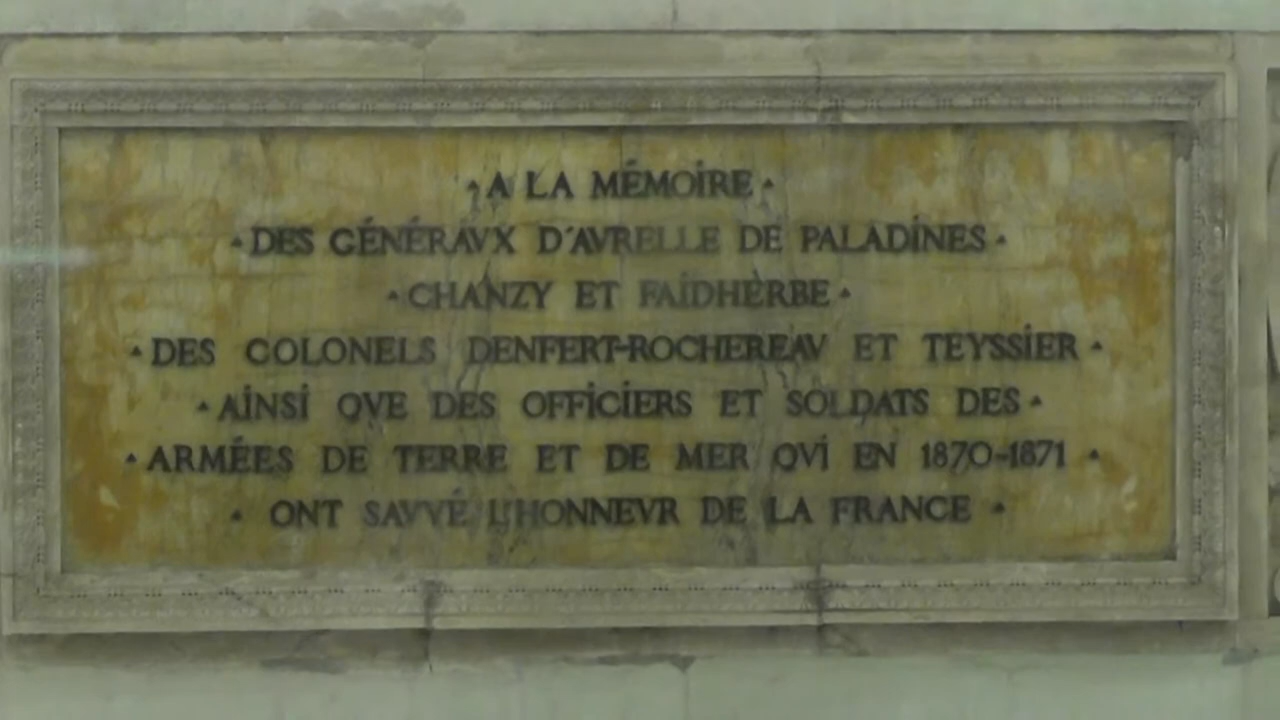 ·A LA MÉMOIRE·
·DES GÉNÉRAVX D'AVRELLE DE PALADINES·
·CHANZY ET FAIDHERBE·
·DES COLONELS DENFERT-ROCHEREAV ET TEYSSIER·
·AINSI QVE DES OFFICIERS ET SOLDATS DES·
·ARMÉES DE TERRE ET DE MER QVI EN 1870-1871·
· ONT SAVVÉ L'HONNEVR DE LA FRANCE ·